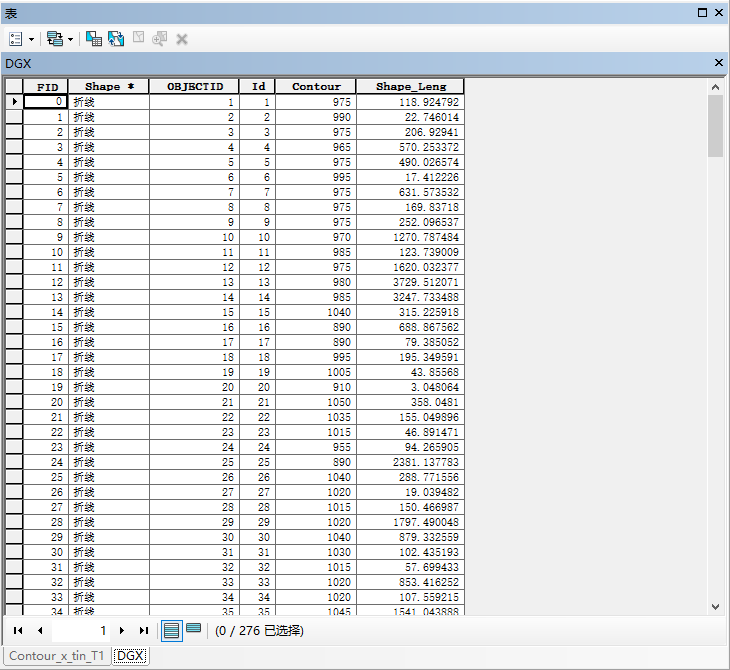 表
DGX
FID Shape * OBJECTID Id Contour Shape_Leng
0 折线 1 1 975 118.924792
1 折线 2 2 990 22.746014
2 折线 3 3 975 206.92941
3 折线 4 4 965 570.253372
4 折线 5 5 975 490.026574
5 折线 6 6 995 17.412226
6 折线 7 7 975 631.573532
7 折线 8 8 975 169.83718
8 折线 9 9 975 252.096537
9 折线 10 10 970 1270.787484
10 折线 11 11 985 123.739009
11 折线 12 12 975 1620.032377
12 折线 13 13 980 3729.512071
13 折线 14 14 985 3247.733488
14 折线 15 15 1040 315.225918
15 折线 16 16 890 688.867562
16 折线 17 17 890 79.385052
17 折线 18 18 995 195.349591
18 折线 19 19 1005 43.85568
19 折线 20 20 910 3.048064
20 折线 21 21 1050 358.0481
21 折线 22 22 1035 155.049896
22 折线 23 23 1015 46.891471
23 折线 24 24 955 94.265905
24 折线 25 25 890 2381.137783
25 折线 26 26 1040 288.771556
26 折线 27 27 1020 19.039482
27 折线 28 28 1015 150.466987
28 折线 29 29 1020 1797.490048
29 折线 30 30 1040 879.332559
30 折线 31 31 1030 102.435193
31 折线 32 32 1015 57.699433
32 折线 33 33 1020 853.416252
33 折线 34 34 1020 107.559215
34 折线 35 35 1045 1541.043888
1 (0 / 276 已选择)
Contour_x_tin_T1 DGX